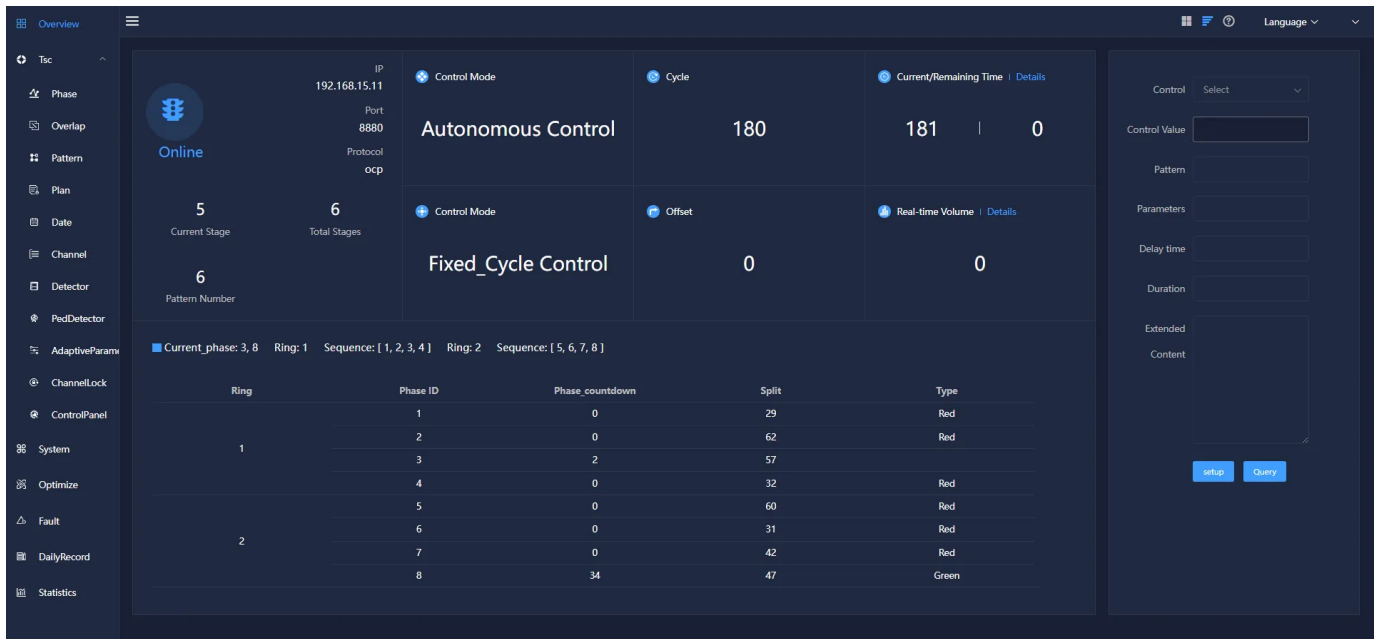 Overview
Tsc
Phase
Overlap
Pattern
Plan
Date
Channel
Detector
PedDetector
AdaptiveParam
ChannelLock
ControlPanel
System
Optimize
Fault
DailyRecord
Statistics
Language
Online
IP
192.168.15.11
Port
8880
Protocol
ocp
5
Current Stage
6
Total Stages
6
Pattern Number
Control Mode
Autonomous Control
Cycle
180
Current/Remaining Time | Details
181 | 0
Control Mode
Fixed_Cycle Control
Offset
0
Real-time Volume | Details
0
Current_phase: 3, 8 Ring: 1 Sequence: [ 1, 2, 3, 4 ] Ring: 2 Sequence: [ 5, 6, 7, 8 ]
Ring Phase ID Phase_countdown Split Type
1
1 0 29 Red
2 0 62 Red
3 2 57
4 0 32 Red
2
5 0 60 Red
6 0 31 Red
7 0 42 Red
8 34 47 Green
Control Select
Control Value
Pattern
Parameters
Delay time
Duration
Extended
Content
setup Query